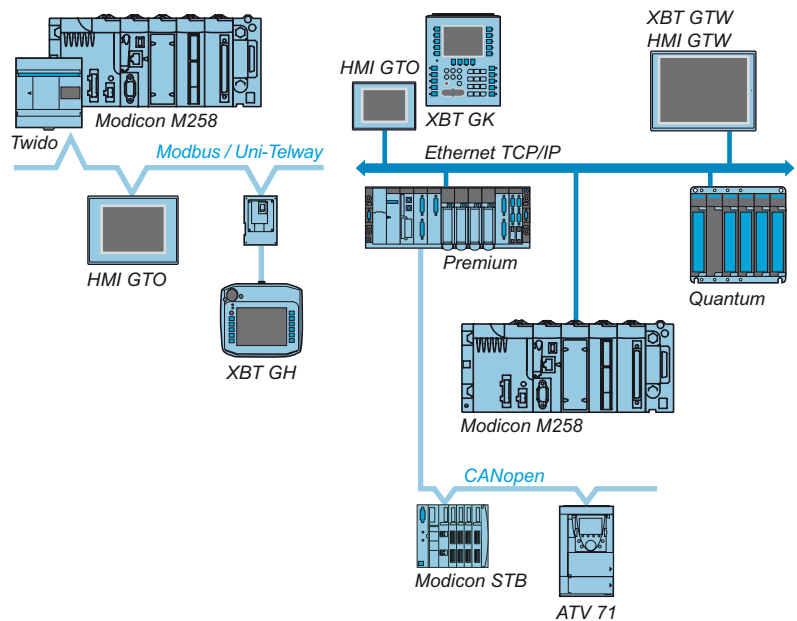 XBT GTW
HMI GTW
HMI GTO
XBT GK
Twido
Modicon M258
Modbus / Uni-Telway
Ethernet TCP/IP
HMI GTO
Premium
Quantum
XBT GH
Modicon M258
CANopen
Modicon STB
ATV 71